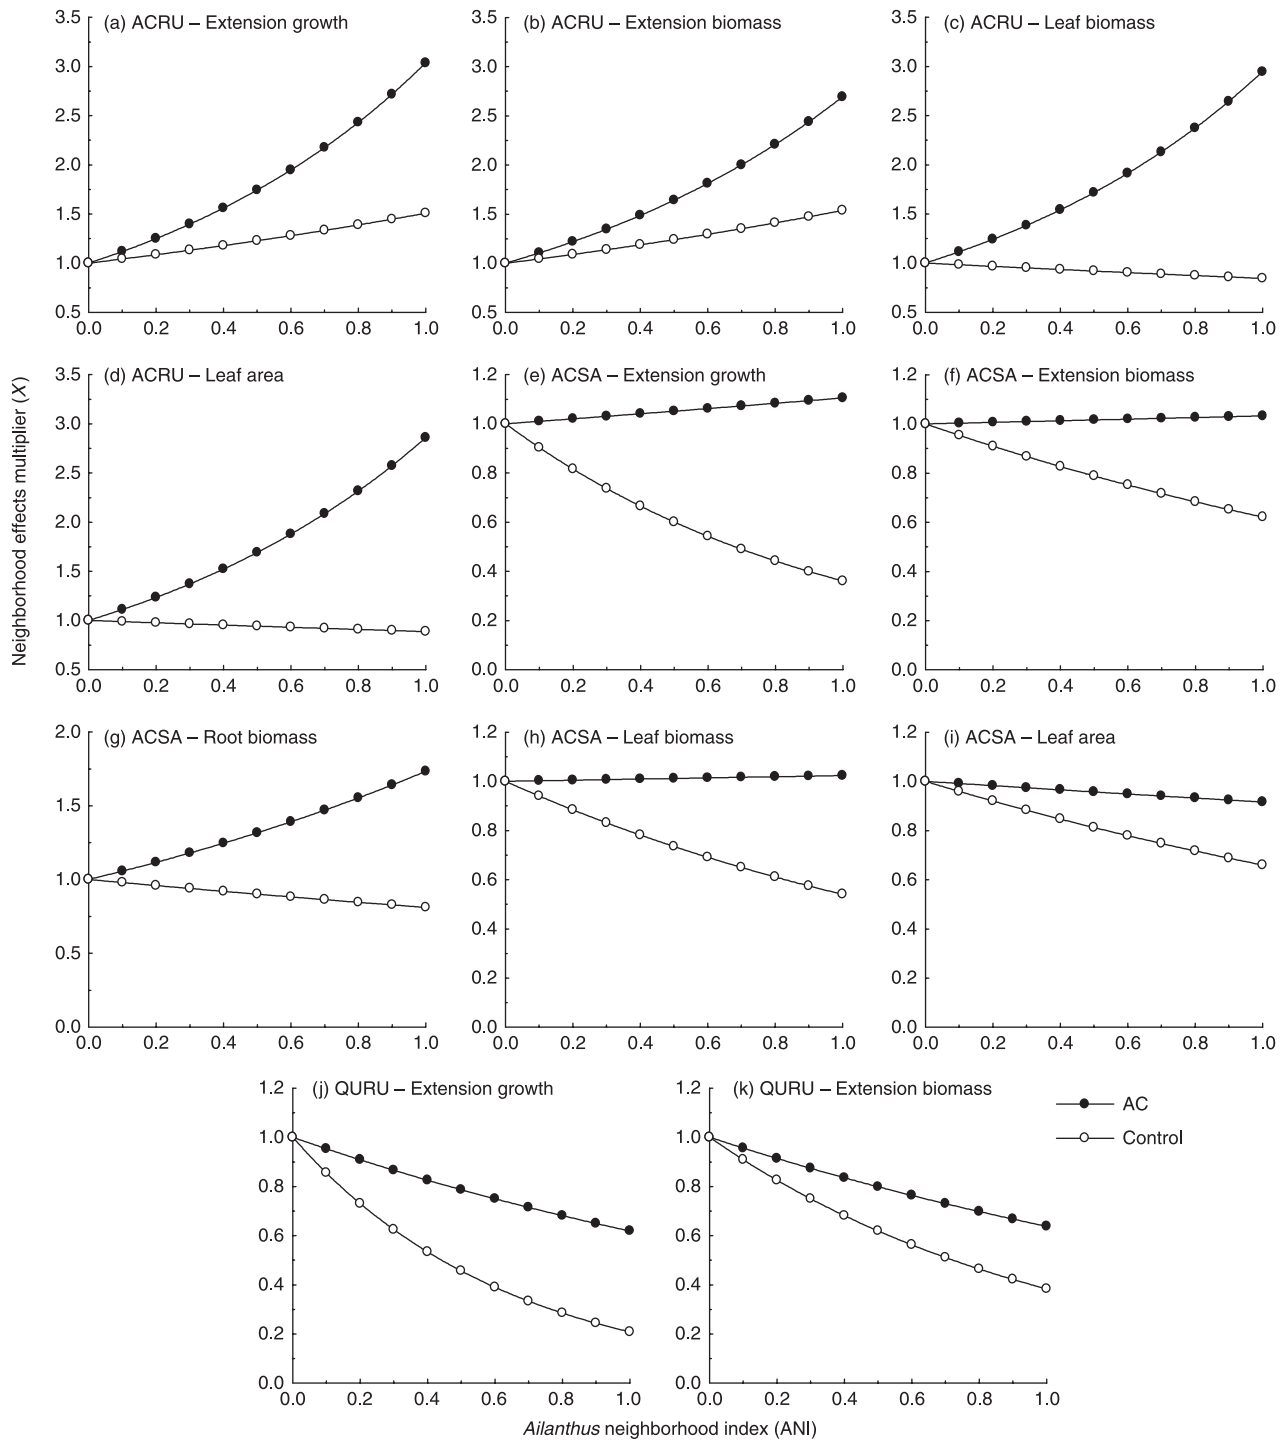 (a) ACRU – Extension growth
(b) ACRU – Extension biomass
(c) ACRU – Leaf biomass
3.5 3.5 3.5
3.0 3.0 3.0
2.5 2.5 2.5
2.0 2.0 2.0
1.5 1.5 1.5
1.0 1.0 1.0
0.5 0.5 0.5
0.0 0.2 0.4 0.6 0.8 1.0 0.0 0.2 0.4 0.6 0.8 1.0 0.0 0.2 0.4 0.6 0.8 1.0
Neighborhood effects multiplier (X)
(d) ACRU – Leaf area
(e) ACSA – Extension growth
(f) ACSA – Extension biomass
3.5 1.2 1.2
3.0 1.0 1.0
2.5 0.8 0.8
2.0 0.6 0.6
1.5 0.4 0.4
1.0 0.2 0.2
0.5 0.0 0.0
0.0 0.2 0.4 0.6 0.8 1.0 0.0 0.2 0.4 0.6 0.8 1.0 0.0 0.2 0.4 0.6 0.8 1.0
(g) ACSA – Root biomass
(h) ACSA – Leaf biomass
(i) ACSA – Leaf area
2.0 1.2 1.2
1.0 1.0
1.5 0.8 0.8
1.0 0.6 0.6
0.4 0.4
0.5 0.2 0.2
0.0 0.0 0.0
0.0 0.2 0.4 0.6 0.8 1.0 0.0 0.2 0.4 0.6 0.8 1.0 0.0 0.2 0.4 0.6 0.8 1.0
(j) QURU – Extension growth
(k) QURU – Extension biomass
1.2 1.2
1.0 1.0
0.8 0.8
0.6 0.6
0.4 0.4
0.2 0.2
0.0 0.0
0.0 0.2 0.4 0.6 0.8 1.0 0.0 0.2 0.4 0.6 0.8 1.0
AC
Control
Ailanthus neighborhood index (ANI)